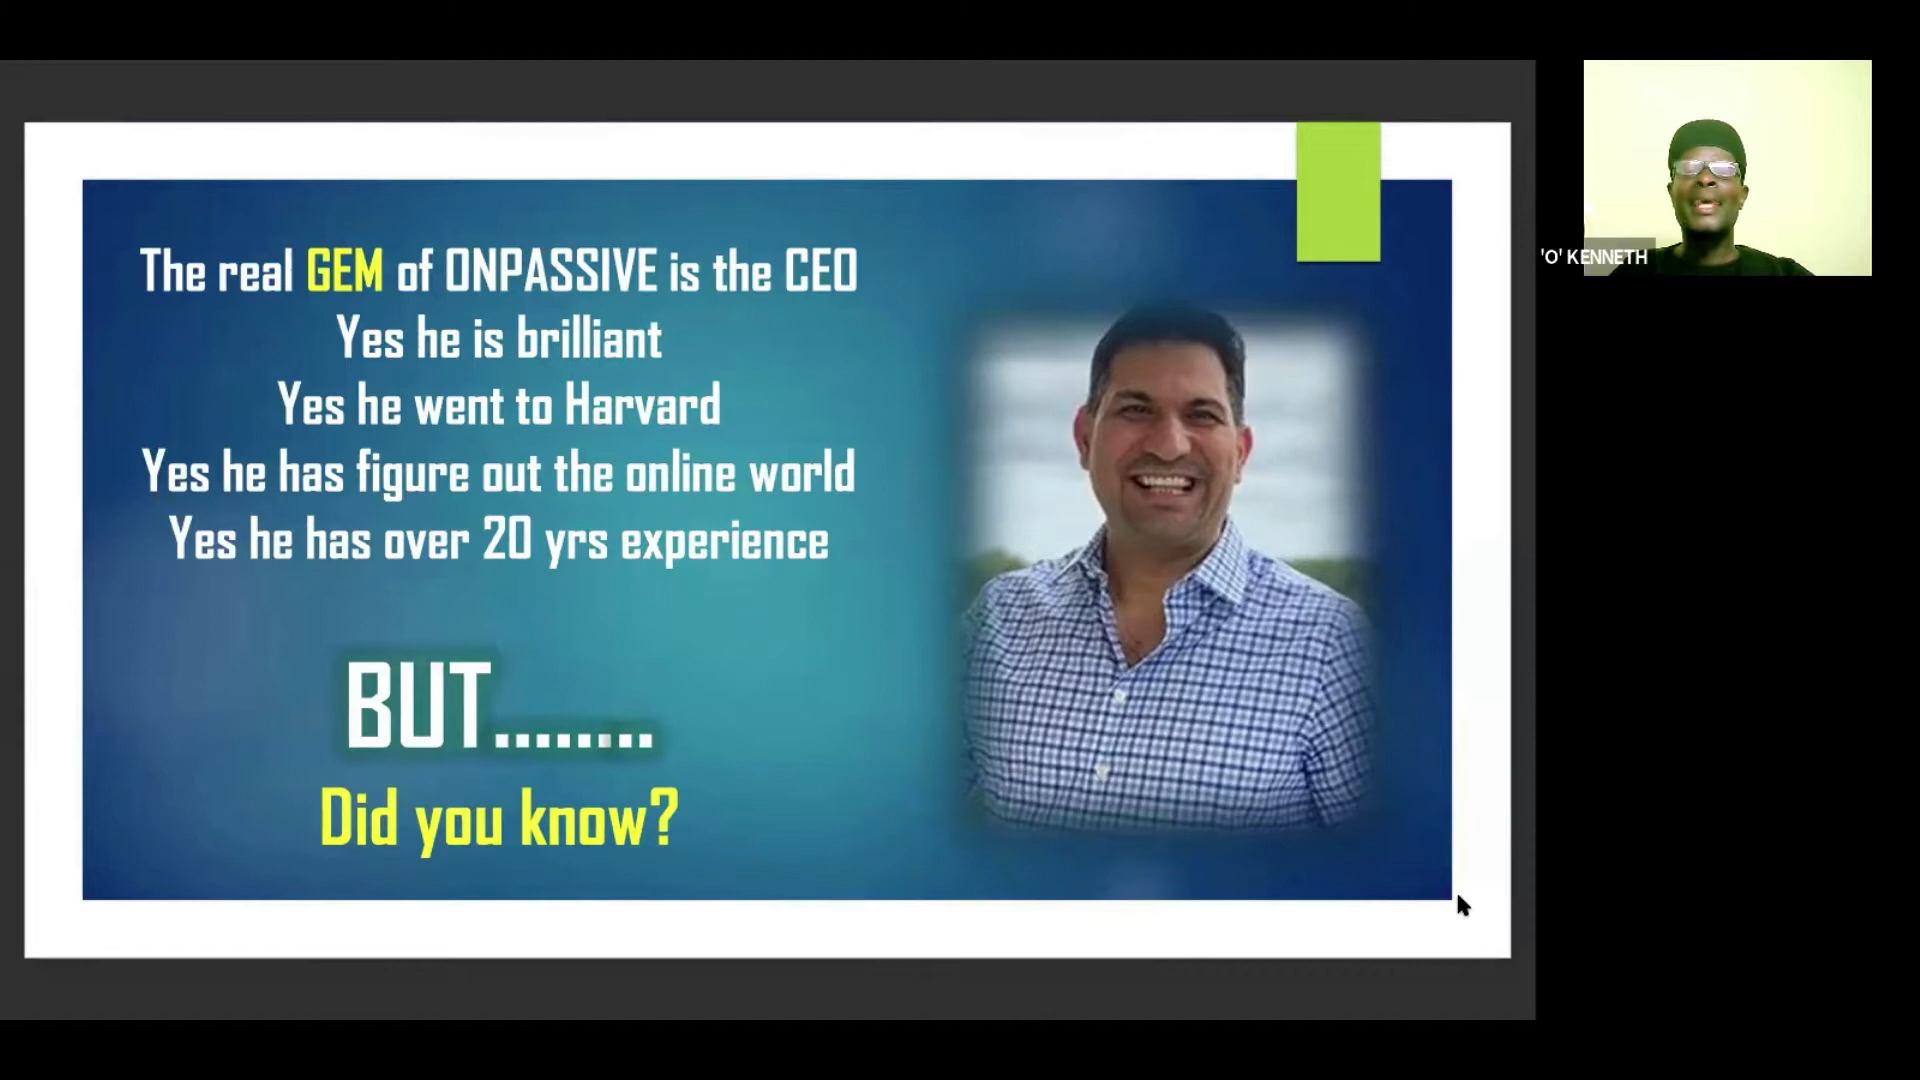 The real GEM of ONPASSIVE is the CEO
Yes he is brilliant
Yes he went to Harvard
Yes he has figure out the online world
Yes he has over 20 yrs experience
BUT........
Did you know?
'O' KENNETH